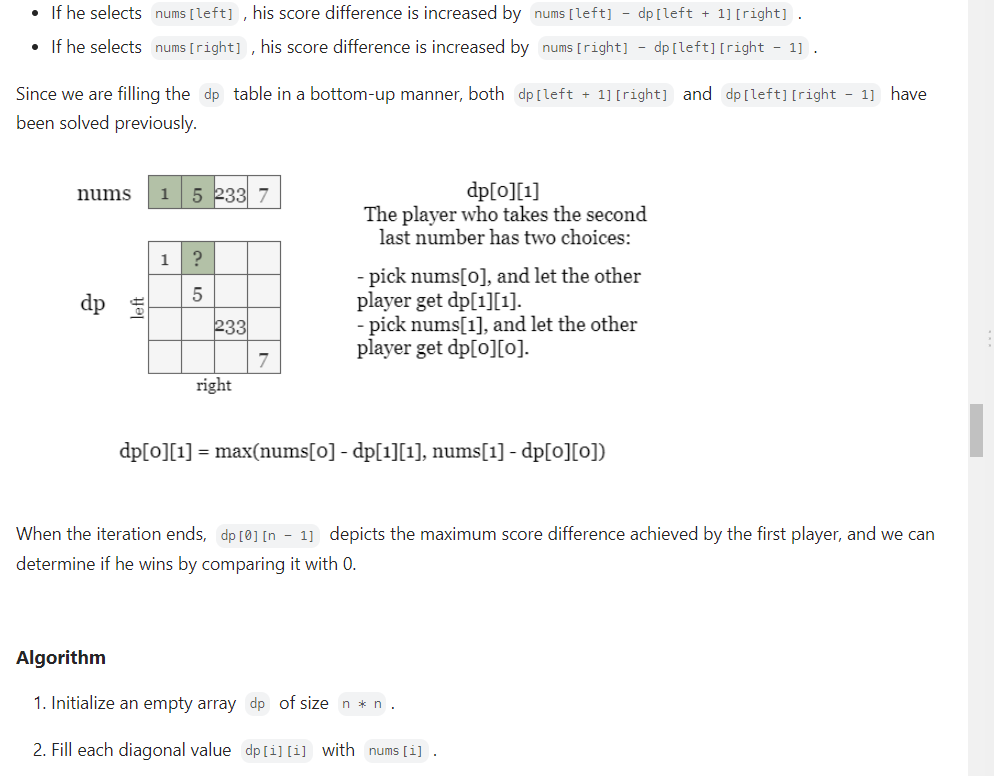 • If he selects nums[left] , his score difference is increased by nums[left] - dp[left + 1][right] .
• If he selects nums[right] , his score difference is increased by nums[right] - dp[left][right - 1] .
Since we are filling the dp table in a bottom-up manner, both dp[left + 1][right] and dp[left][right - 1] have
been solved previously.
nums 1 5 233 7
dp[0][1]
The player who takes the second
last number has two choices:
- pick nums[0], and let the other
player get dp[1][1].
- pick nums[1], and let the other
player get dp[0][0].
dp
left
1 ?
5
233
7
right
dp[0][1] = max(nums[0] - dp[1][1], nums[1] - dp[0][0])
When the iteration ends, dp[0][n - 1] depicts the maximum score difference achieved by the first player, and we can
determine if he wins by comparing it with 0.
Algorithm
1. Initialize an empty array dp of size n * n .
2. Fill each diagonal value dp[i][i] with nums[i] .